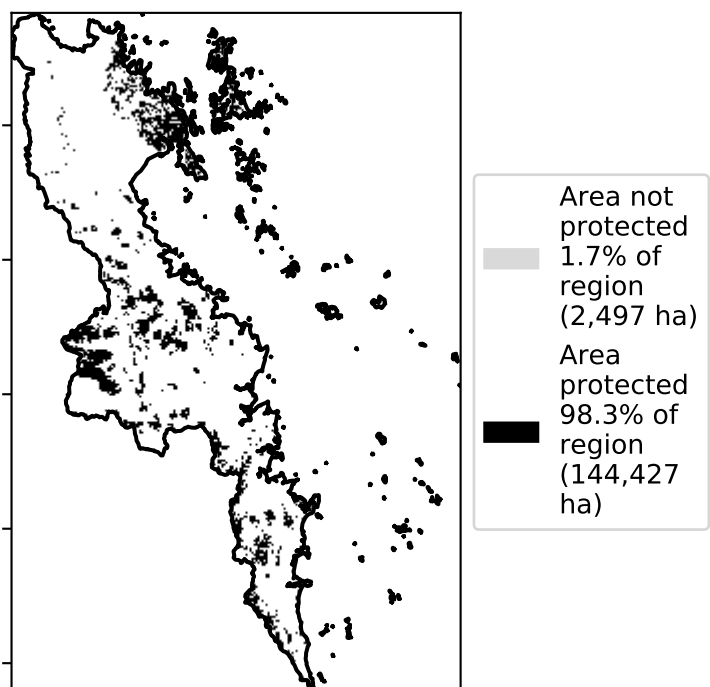 Area not
protected
1.7% of
region
(2,497 ha)
Area
protected
98.3% of
region
(144,427
ha)